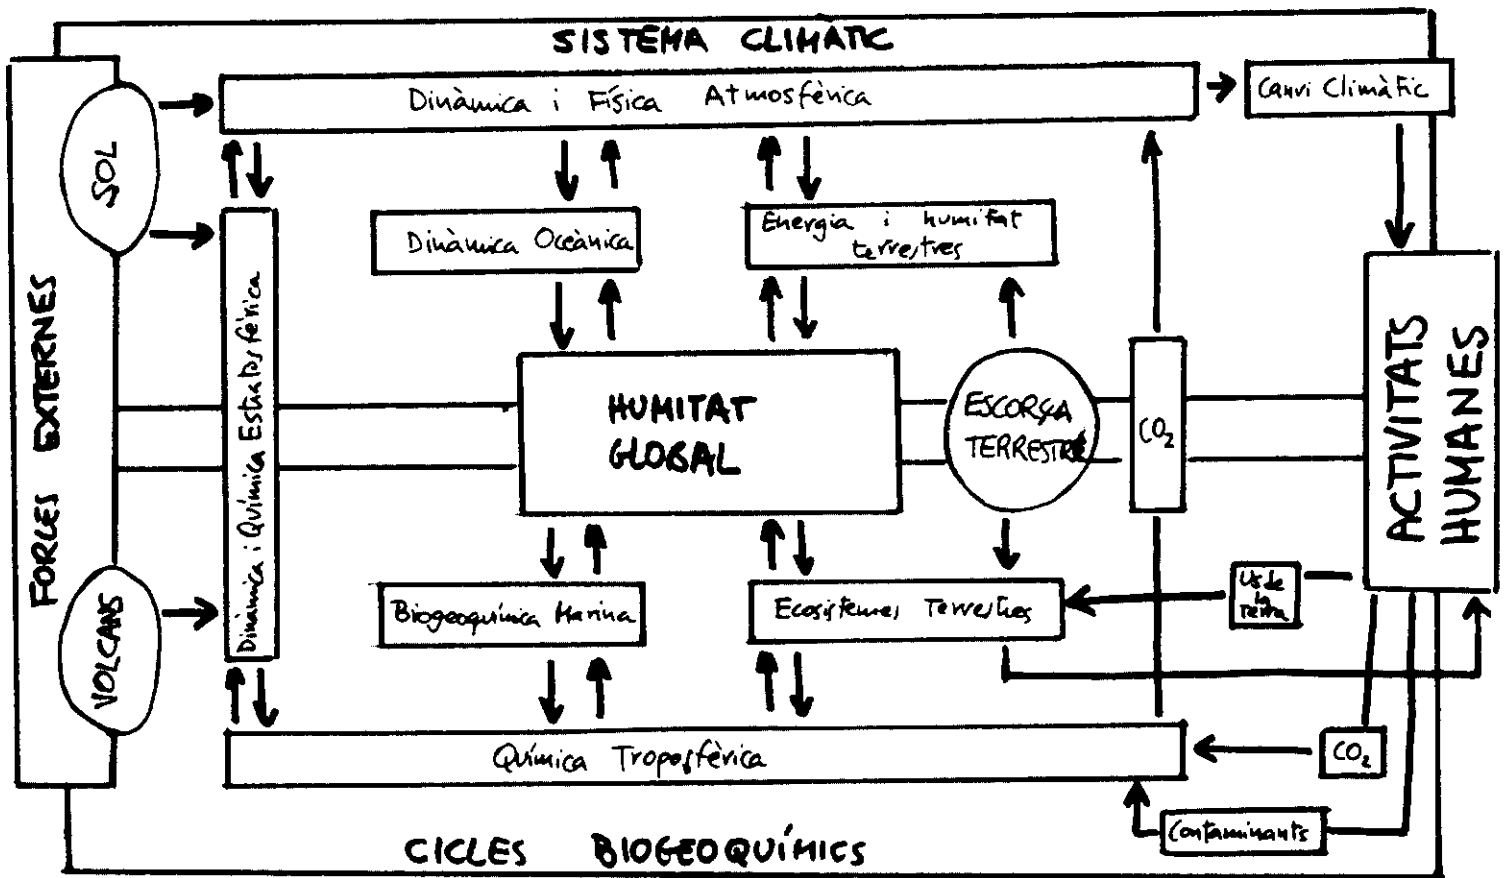 SISTEMA CLIMÀTIC
Dinàmica i Física Atmosfèrica
Canvi Climàtic
SOL
Dinàmica Oceànica
Energia i humitat
terrestres
FORCES EXTERNES
Dinàmica i Química Estratosfèrica
HUMITAT
GLOBAL
ESCORÇA
TERRESTRE
CO₂
ACTIVITATS
HUMANES
VOLCANS
Biogeoquímica Marina
Ecosistemes Terrestres
Us de
la
Terra
Química Troposfèrica
CO₂
Contaminants
CICLES BIOGEOQUÍMICS